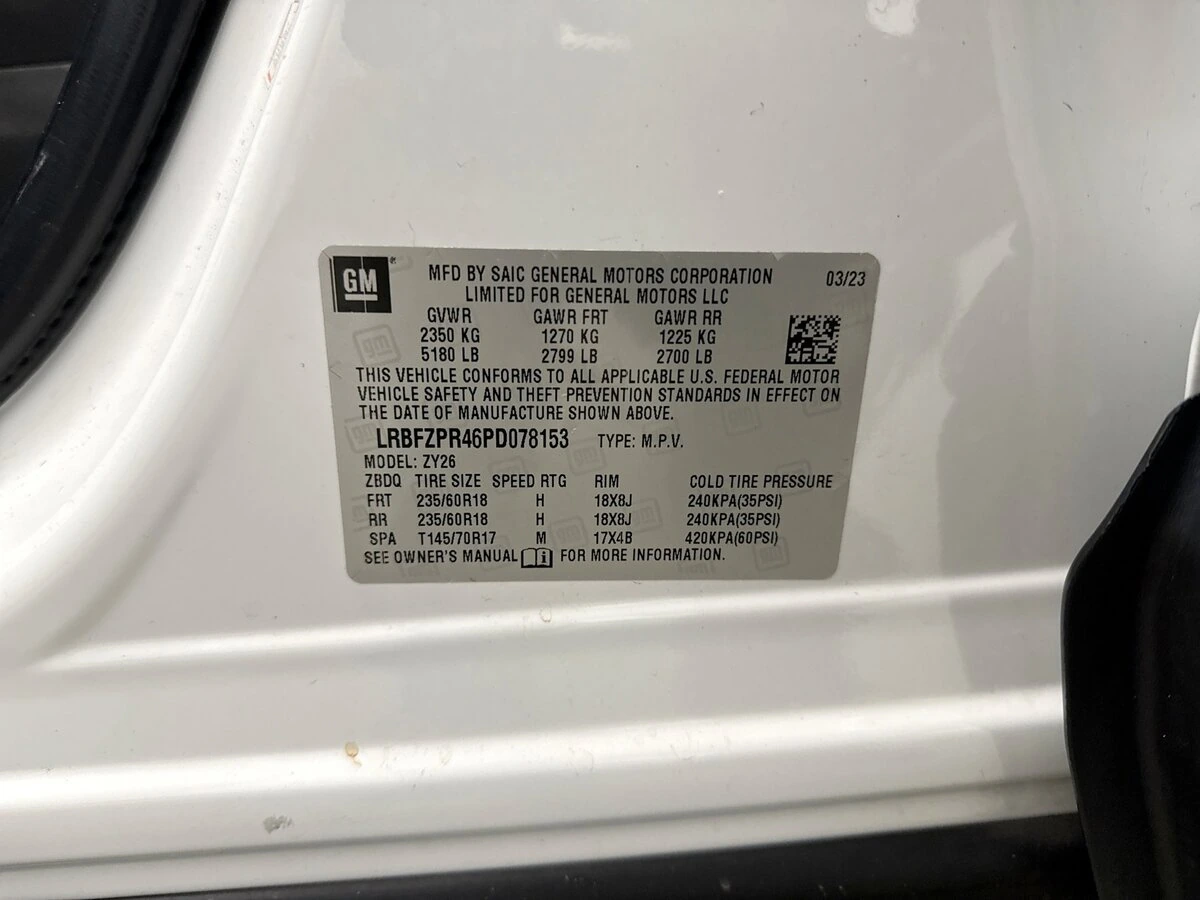 GM
MFD BY SAIC GENERAL MOTORS CORPORATION 03/23
LIMITED FOR GENERAL MOTORS LLC
GVWR GAWR FRT GAWR RR
2350 KG 1270 KG 1225 KG
5180 LB 2799 LB 2700 LB
THIS VEHICLE CONFORMS TO ALL APPLICABLE U.S. FEDERAL MOTOR
VEHICLE SAFETY AND THEFT PREVENTION STANDARDS IN EFFECT ON
THE DATE OF MANUFACTURE SHOWN ABOVE.
LRBFZPR46PD078153 TYPE: M.P.V.
MODEL: ZY26
ZBDQ TIRE SIZE SPEED RTG RIM COLD TIRE PRESSURE
FRT 235/60R18 H 18X8J 240KPA(35PSI)
RR 235/60R18 H 18X8J 240KPA(35PSI)
SPA T145/70R17 M 17X4B 420KPA(60PSI)
SEE OWNER'S MANUAL FOR MORE INFORMATION.